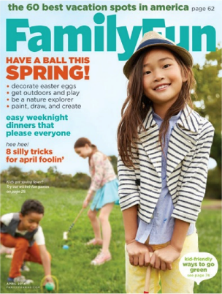 the 60 best vacation spots in america page 62
FamilyFun
HAVE A BALL THIS
SPRING!
• decorate easter eggs
• get outdoors and play
• be a nature explorer
• paint, draw, and create
easy weeknight
dinners that
please everyone
hee hee!
8 silly tricks
for april foolin'
kid-friendly
ways to go
green